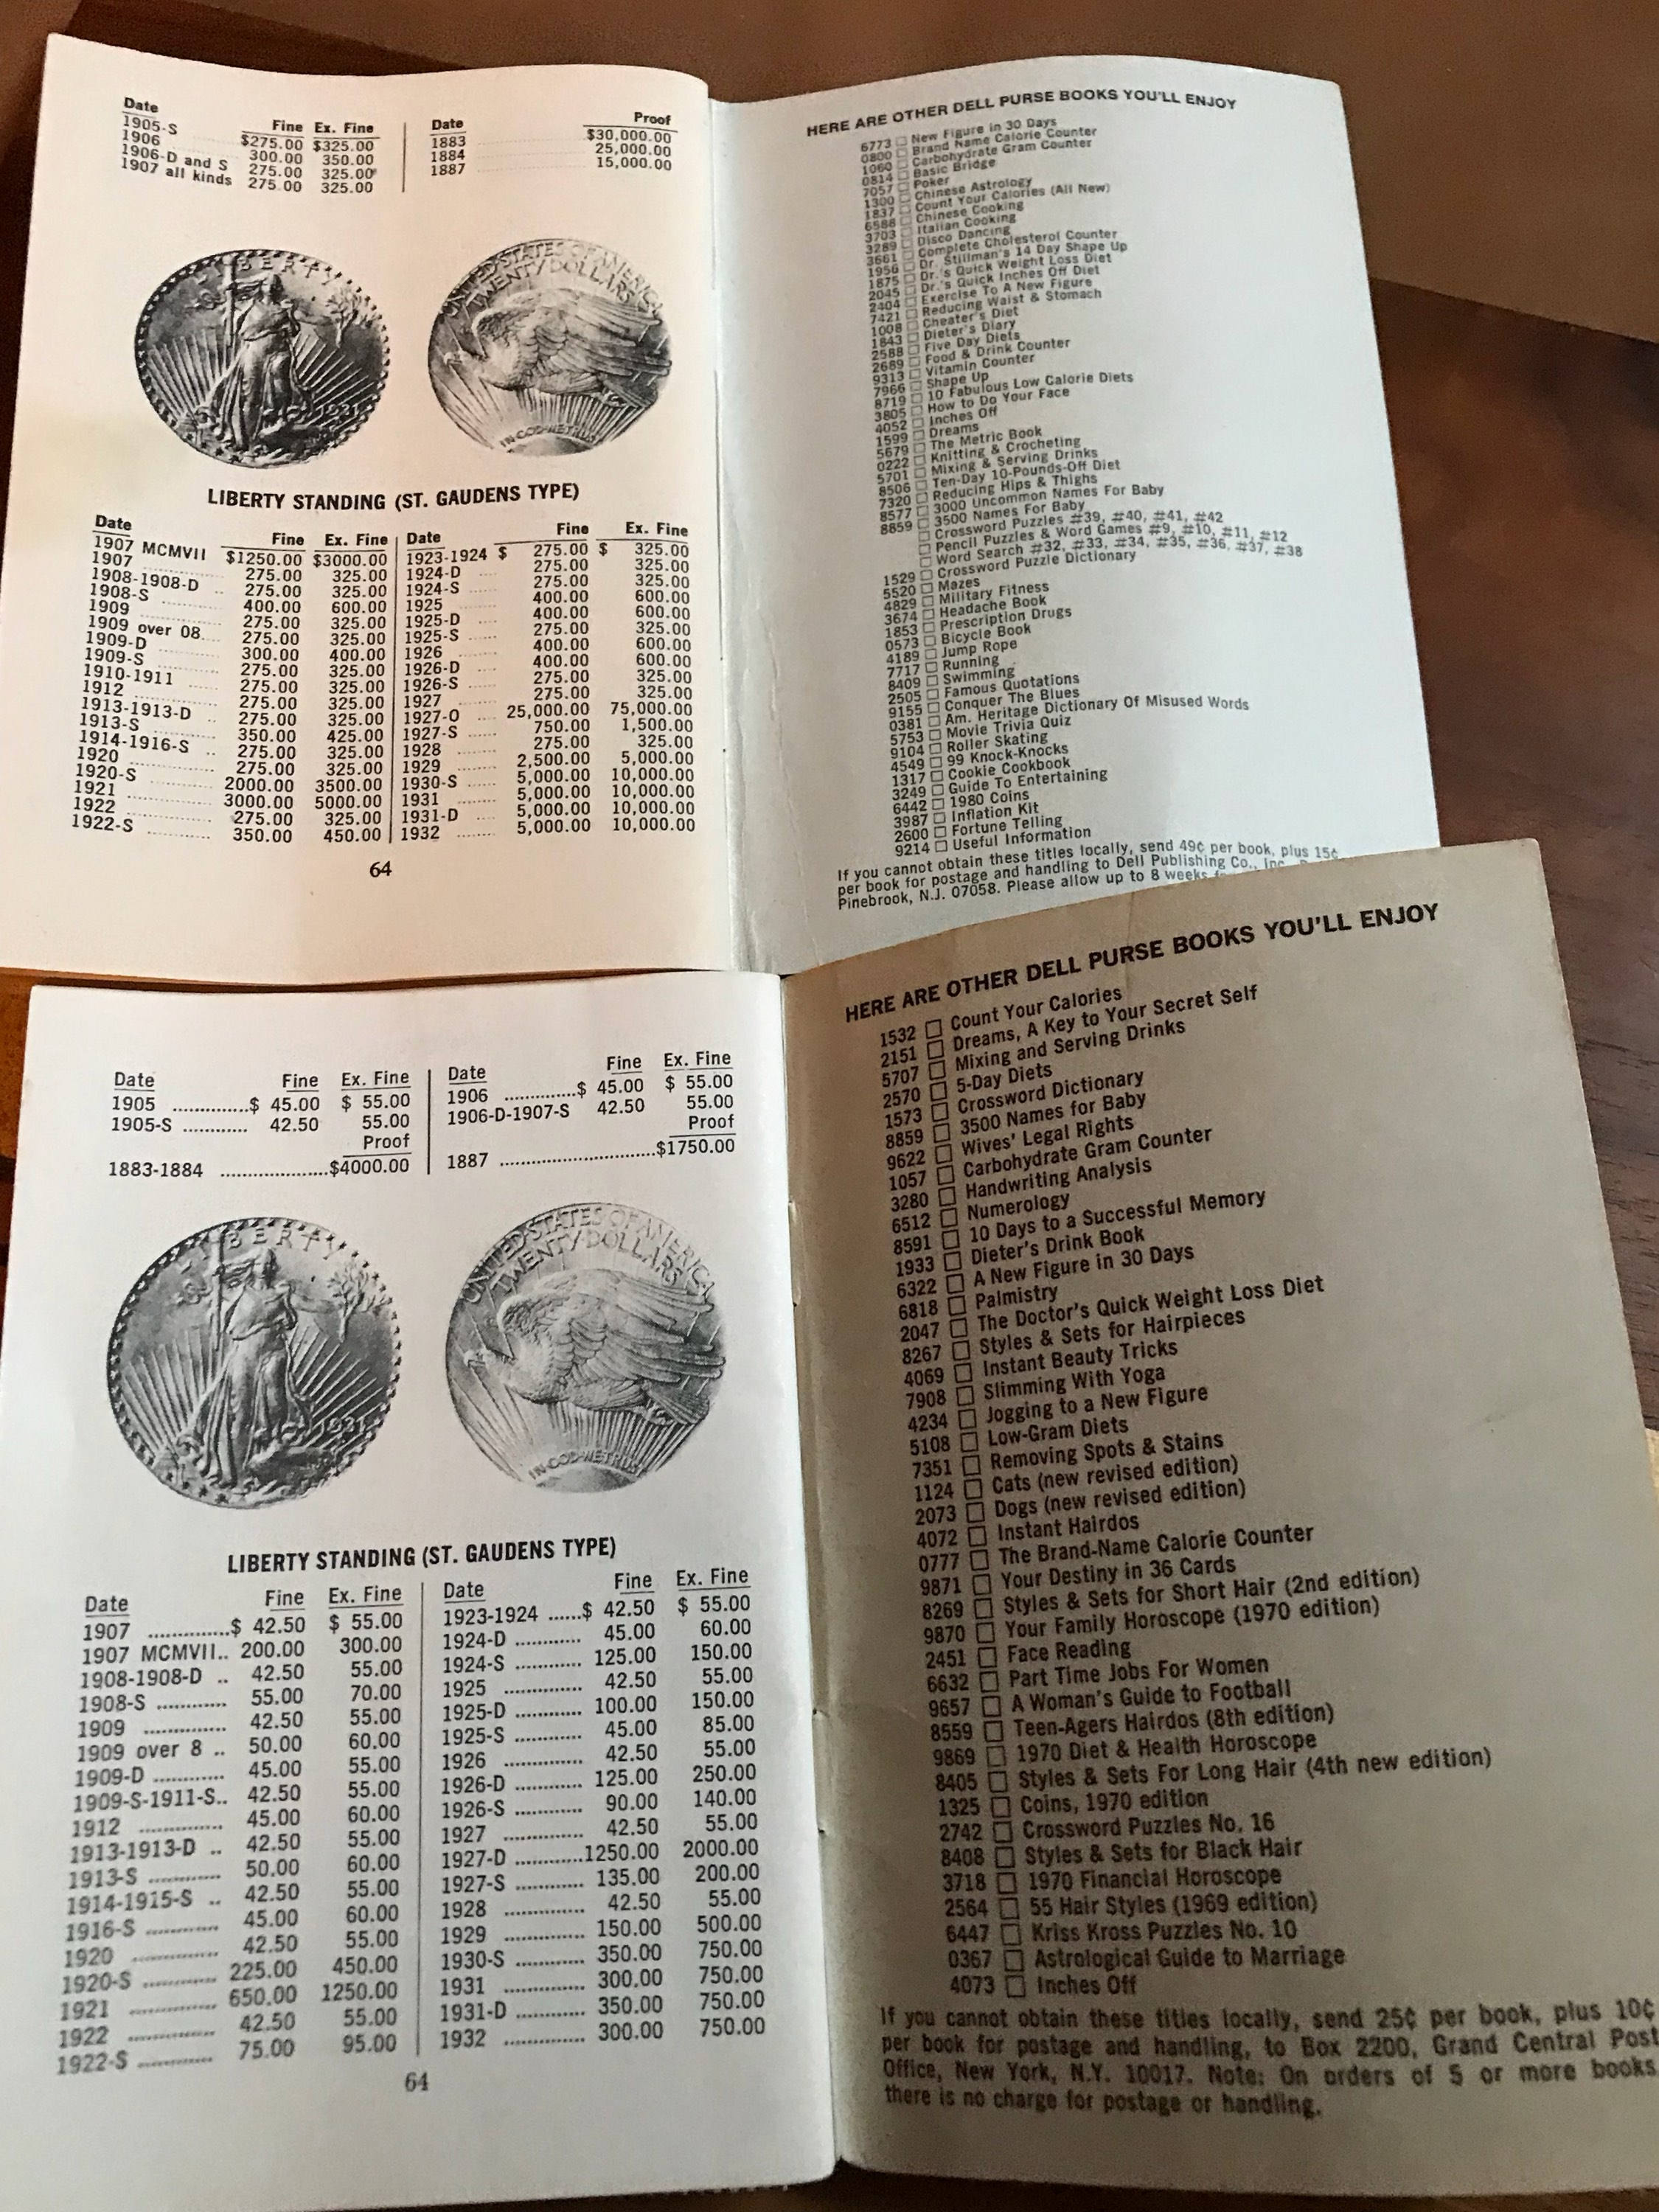 Date Fine Ex. Fine
1905-S $275.00 $325.00
1906 300.00 350.00
1906-D and S 275.00 325.00
1907 all kinds 275.00 325.00
Date Proof
1883 $30,000.00
1884 25,000.00
1887 15,000.00
LIBERTY
1921
UNITED·STATES·OF·AMERICA
TWENTY·DOLLARS
IN·GOD·WE·TRUST
LIBERTY STANDING (ST. GAUDENS TYPE)
Date Fine Ex. Fine
1907 MCMVII $1250.00 $3000.00
1907 275.00 325.00
1908-1908-D .. 275.00 325.00
1908-S 400.00 600.00
1909 275.00 325.00
1909 over 08 275.00 325.00
1909-D 300.00 400.00
1909-S 275.00 325.00
1910-1911 275.00 325.00
1912 275.00 325.00
1913-1913-D .. 275.00 325.00
1913-S 350.00 425.00
1914-1916-S .. 275.00 325.00
1920 275.00 325.00
1920-S 2000.00 3500.00
1921 3000.00 5000.00
1922 275.00 325.00
1922-S 350.00 450.00
Date Fine Ex. Fine
1923-1924 $ 275.00 $ 325.00
1924-D 275.00 325.00
1924-S 275.00 325.00
1925 400.00 600.00
1925-D 400.00 600.00
1925-S 275.00 325.00
1926 400.00 600.00
1926-D 400.00 600.00
1926-S 275.00 325.00
1927 275.00 325.00
1927-O 25,000.00 75,000.00
1927-S 750.00 1,500.00
1928 275.00 325.00
1929 2,500.00 5,000.00
1930-S 5,000.00 10,000.00
1931 5,000.00 10,000.00
1931-D 5,000.00 10,000.00
1932 5,000.00 10,000.00
64
HERE ARE OTHER DELL PURSE BOOKS YOU'LL ENJOY
6773 New Figure in 30 Days
0800 Brand Name Calorie Counter
1060 Carbohydrate Gram Counter
0814 Basic Bridge
7057 Poker
1300 Chinese Astrology
1837 Count Your Calories (All New)
6588 Chinese Cooking
3703 Italian Cooking
3289 Disco Dancing
3661 Complete Cholesterol Counter
1956 Dr. Stillman's 14 Day Shape Up
1875 Dr.'s Quick Weight Loss Diet
2045 Dr.'s Quick Inches Off Diet
2404 Exercise To A New Figure
7421 Reducing Waist & Stomach
1008 Cheater's Diet
1843 Dieter's Diary
2588 Five Day Diets
2689 Food & Drink Counter
9313 Vitamin Counter
7966 Shape Up
8719 10 Fabulous Low Calorie Diets
3805 How to Do Your Face
4052 Inches Off
1599 Dreams
5679 The Metric Book
0222 Knitting & Crocheting
5701 Mixing & Serving Drinks
8506 Ten-Day 10-Pounds-Off Diet
7320 Reducing Hips & Thighs
8577 3000 Uncommon Names For Baby
8859 3500 Names For Baby
Crossword Puzzles #39, #40, #41, #42
Pencil Puzzles & Word Games #9, #10, #11, #12
Word Search #32, #33, #34, #35, #36, #37, #38
1529 Crossword Puzzle Dictionary
5520 Mazes
4829 Military Fitness
3674 Headache Book
1853 Prescription Drugs
0573 Bicycle Book
4189 Jump Rope
7717 Running
8409 Swimming
2505 Famous Quotations
9155 Conquer The Blues
0381 Am. Heritage Dictionary Of Misused Words
5753 Movie Trivia Quiz
9104 Roller Skating
4549 99 Knock-Knocks
1317 Cookie Cookbook
3249 Guide To Entertaining
6442 1980 Coins
3987 Inflation Kit
2600 Fortune Telling
9214 Useful Information
If you cannot obtain these titles locally, send 49¢ per book, plus 15¢
per book for postage and handling to Dell Publishing Co., Inc.
Pinebrook, N.J. 07058. Please allow up to 8 weeks
Date Fine Ex. Fine
1905 ..............$ 45.00 $ 55.00
1905-S ............ 42.50 55.00
Proof
1883-1884 ....................$4000.00
Date Fine Ex. Fine
1906 .............$ 45.00 $ 55.00
1906-D-1907-S 42.50 55.00
Proof
1887 .............................$1750.00
LIBERTY
1921
UNITED·STATES·OF·AMERICA
TWENTY·DOLLARS
IN·GOD·WE·TRUST
LIBERTY STANDING (ST. GAUDENS TYPE)
Date Fine Ex. Fine
1907 ..............$ 42.50 $ 55.00
1907 MCMVII.. 200.00 300.00
1908-1908-D .. 42.50 55.00
1908-S ............ 55.00 70.00
1909 .............. 42.50 55.00
1909 over 8 .. 50.00 60.00
1909-D ............ 45.00 55.00
1909-S-1911-S.. 42.50 55.00
1912 .............. 45.00 60.00
1913-1913-D .. 42.50 55.00
1913-S ............ 50.00 60.00
1914-1915-S .. 42.50 55.00
1916-S ............ 45.00 60.00
1920 .............. 42.50 55.00
1920-S ............ 225.00 450.00
1921 .............. 650.00 1250.00
1922 .............. 42.50 55.00
1922-S ............ 75.00 95.00
Date Fine Ex. Fine
1923-1924 ......$ 42.50 $ 55.00
1924-D ............ 45.00 60.00
1924-S ............ 125.00 150.00
1925 .............. 42.50 55.00
1925-D ............ 100.00 150.00
1925-S ............ 45.00 85.00
1926 .............. 42.50 55.00
1926-D ............ 125.00 250.00
1926-S ............ 90.00 140.00
1927 .............. 42.50 55.00
1927-D ............1250.00 2000.00
1927-S ............ 135.00 200.00
1928 .............. 42.50 55.00
1929 .............. 150.00 500.00
1930-S ............ 350.00 750.00
1931 .............. 300.00 750.00
1931-D ............ 350.00 750.00
1932 .............. 300.00 750.00
64
HERE ARE OTHER DELL PURSE BOOKS YOU'LL ENJOY
1532 Count Your Calories
2151 Dreams, A Key to Your Secret Self
5707 Mixing and Serving Drinks
2570 5-Day Diets
1573 Crossword Dictionary
8859 3500 Names for Baby
9622 Wives' Legal Rights
1057 Carbohydrate Gram Counter
3280 Handwriting Analysis
6512 Numerology
8591 10 Days to a Successful Memory
1933 Dieter's Drink Book
6322 A New Figure in 30 Days
6818 Palmistry
2047 The Doctor's Quick Weight Loss Diet
8267 Styles & Sets for Hairpieces
4069 Instant Beauty Tricks
7908 Slimming With Yoga
4234 Jogging to a New Figure
5108 Low-Gram Diets
7351 Removing Spots & Stains
1124 Cats (new revised edition)
2073 Dogs (new revised edition)
4072 Instant Hairdos
0777 The Brand-Name Calorie Counter
9871 Your Destiny in 36 Cards
8269 Styles & Sets for Short Hair (2nd edition)
9870 Your Family Horoscope (1970 edition)
2451 Face Reading
6632 Part Time Jobs For Women
9657 A Woman's Guide to Football
8559 Teen-Agers Hairdos (8th edition)
9869 1970 Diet & Health Horoscope
8405 Styles & Sets For Long Hair (4th new edition)
1325 Coins, 1970 edition
2742 Crossword Puzzles No. 16
8408 Styles & Sets for Black Hair
3718 1970 Financial Horoscope
2564 55 Hair Styles (1969 edition)
6447 Kriss Kross Puzzles No. 10
0367 Astrological Guide to Marriage
4073 Inches Off
If you cannot obtain these titles locally, send 25¢ per book, plus 10¢
per book for postage and handling, to Box 2200, Grand Central Post
Office, New York, N.Y. 10017. Note: On orders of 5 or more books
there is no charge for postage or handling.